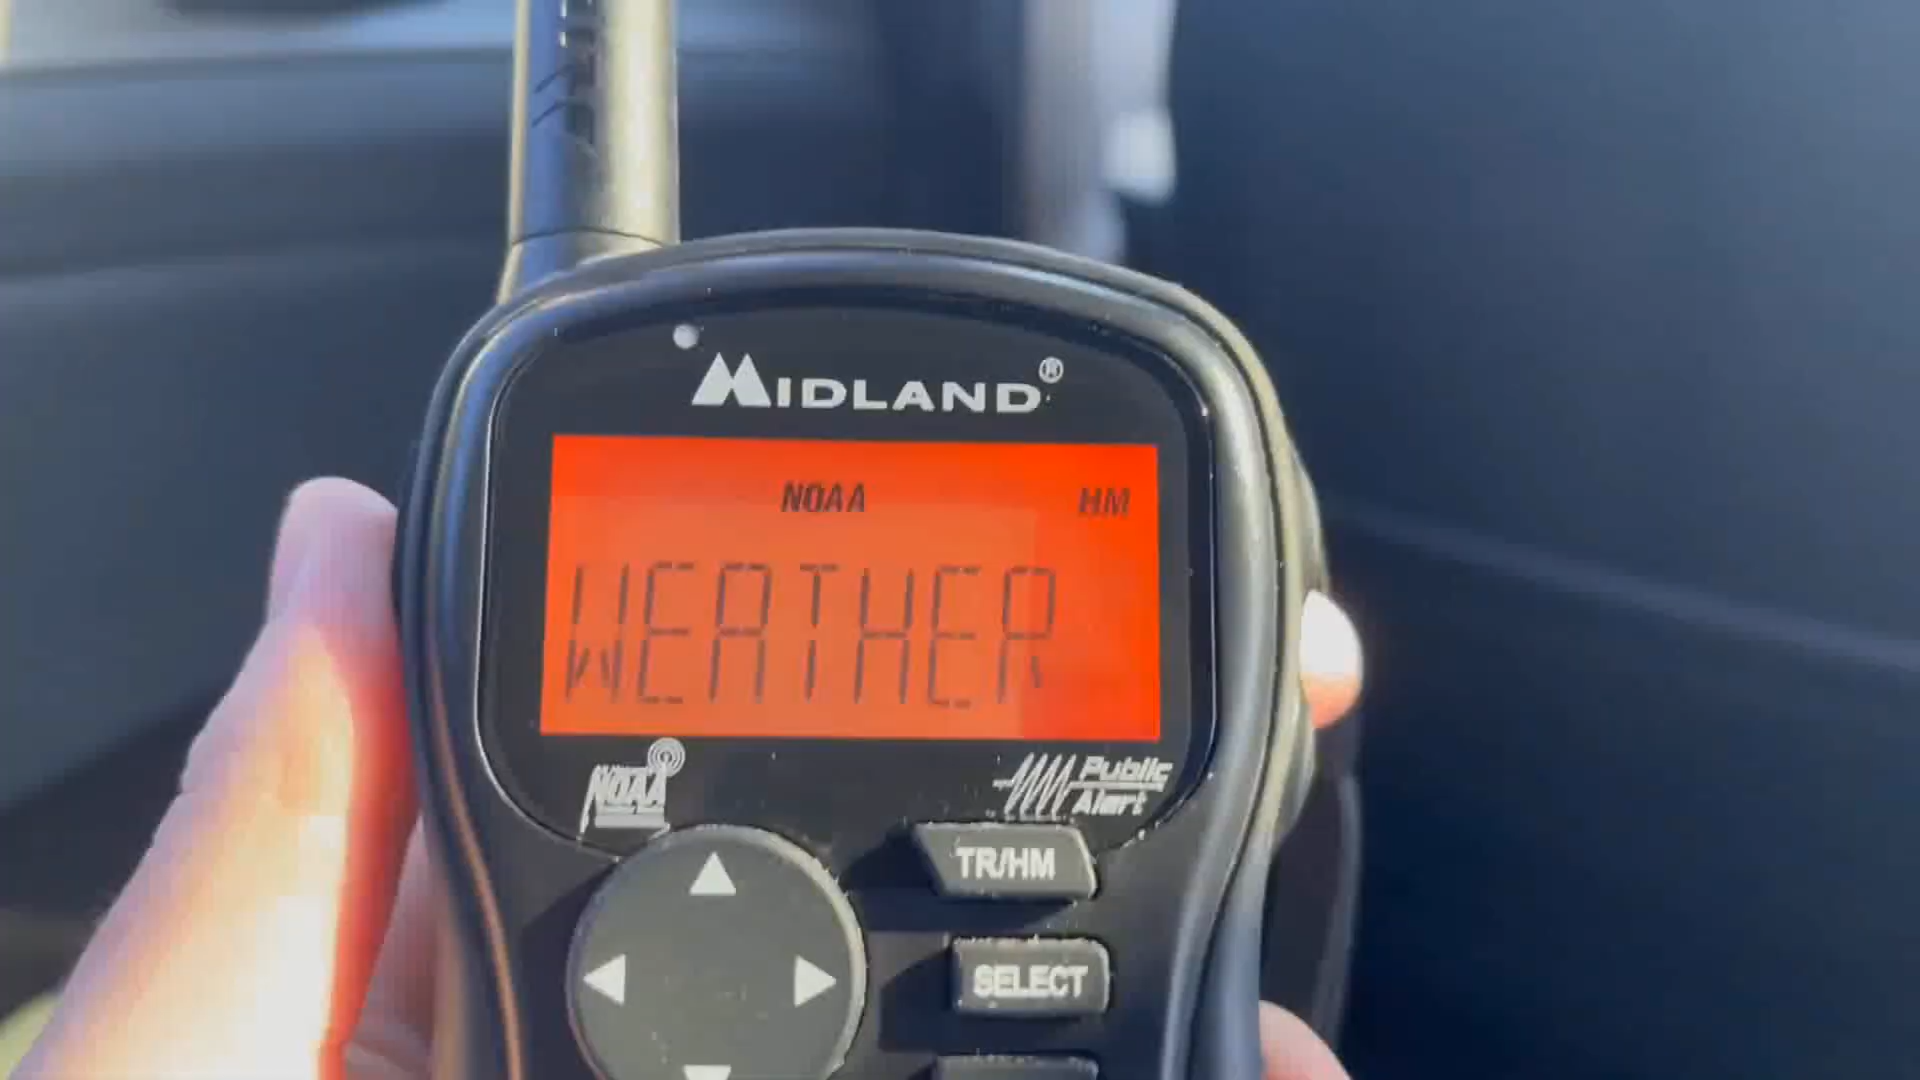 MIDLAND®
NOAA HM
WEATHER
NOAA
Public
Alert
TR/HM
SELECT